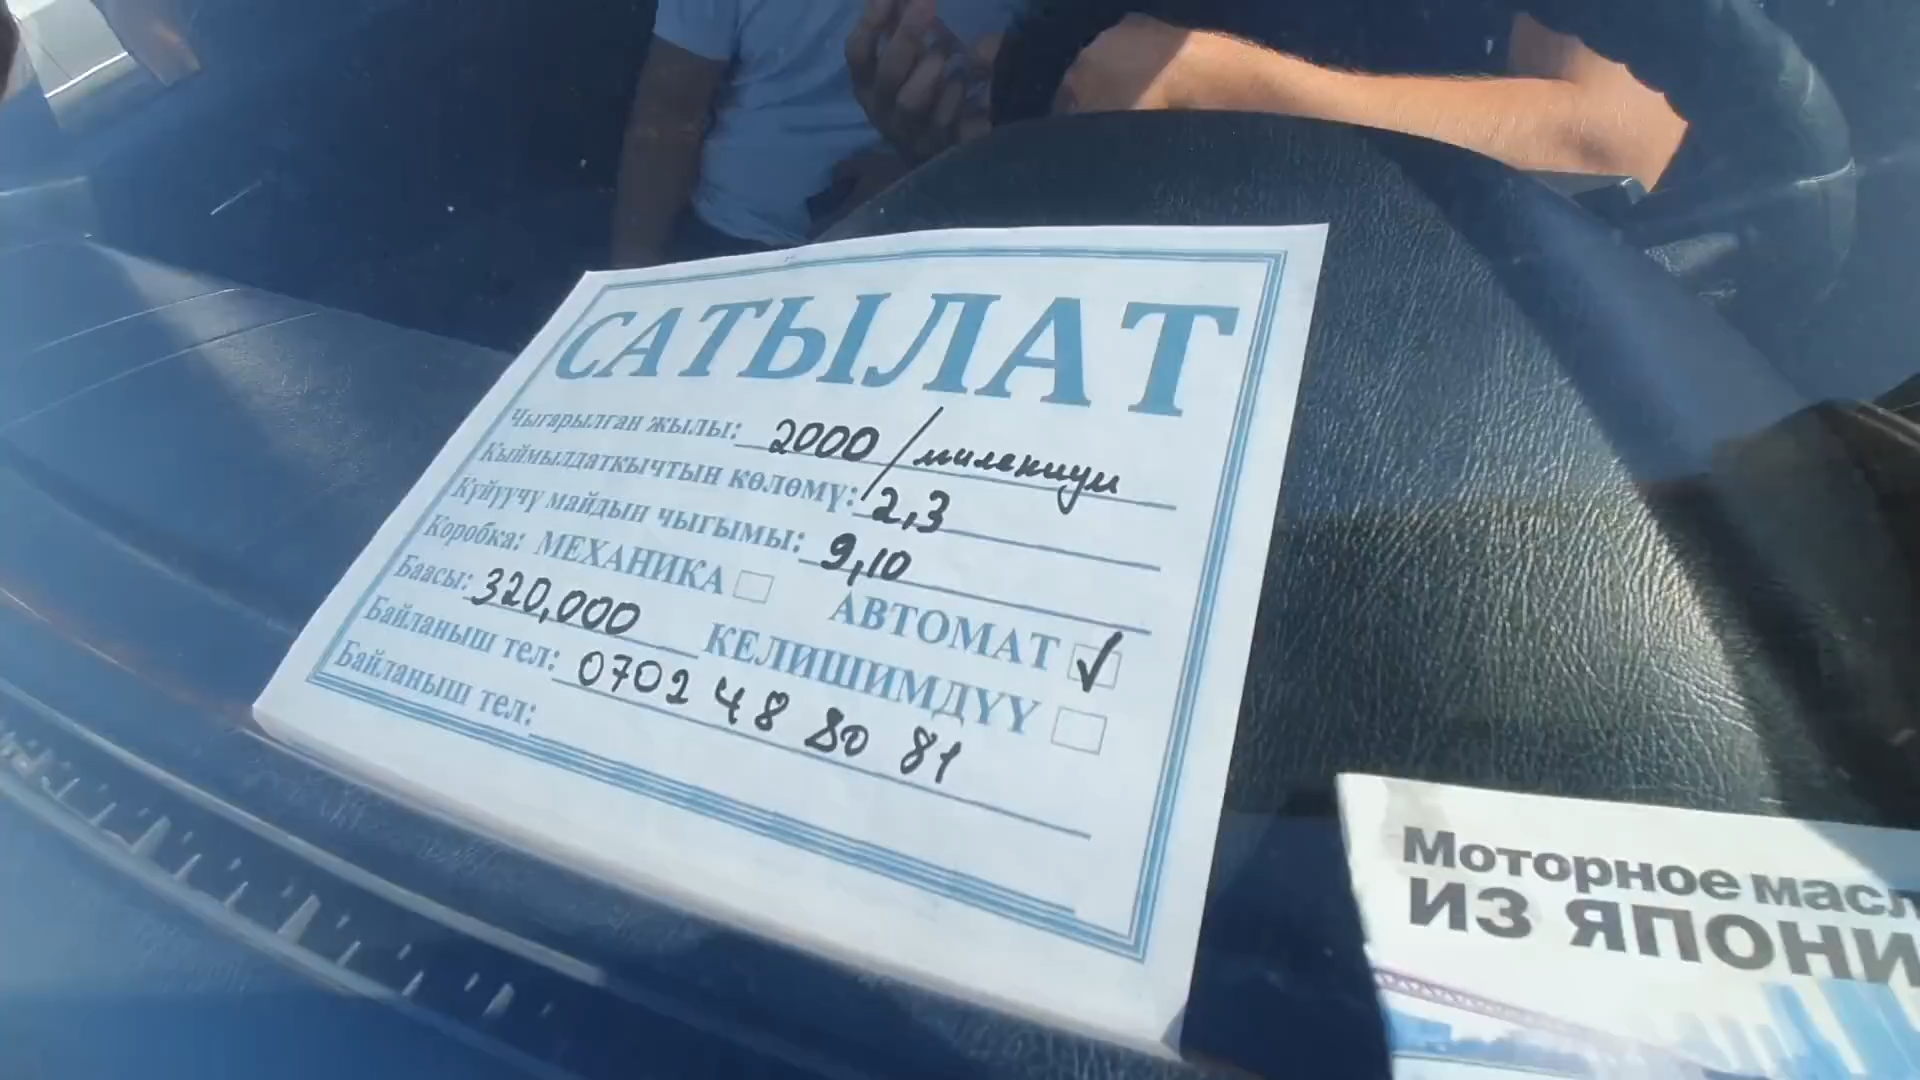 САТЫЛАТ
Чыгарылган жылы: 2000/миллениум
Кыймылдаткычтын көлөмү: 2,3
Күйүүчү майдын чыгымы: 9,10
Коробка: МЕХАНИКА АВТОМАТ ✓
Баасы: 320,000 КЕЛИШИМДҮҮ
Байланыш тел: 0702 48 80 81
Байланыш тел:
Моторное масл
ИЗ ЯПОНИ